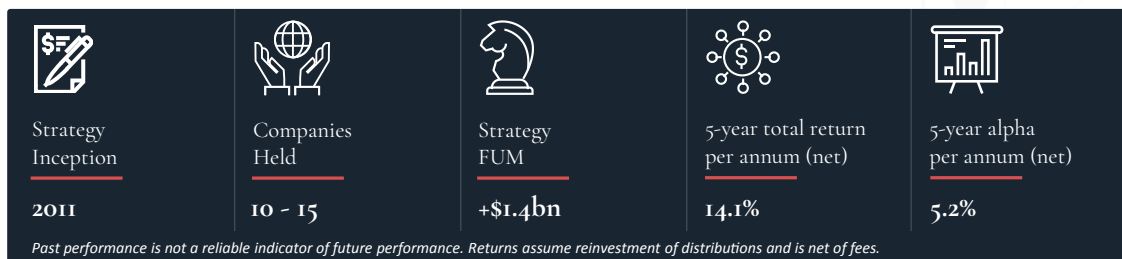 Strategy
Inception
2011
Companies
Held
10 - 15
Strategy
FUM
+$1.4bn
5-year total return
per annum (net)
14.1%
5-year alpha
per annum (net)
5.2%
Past performance is not a reliable indicator of future performance. Returns assume reinvestment of distributions and is net of fees.